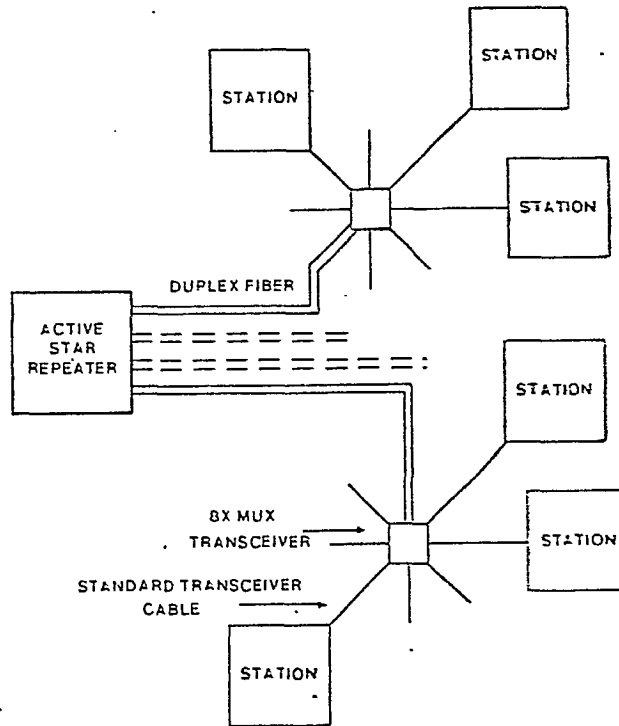 STATION
STATION
STATION
DUPLEX FIBER
ACTIVE
STAR
REPEATER
STATION
8X MUX
TRANSCEIVER
STATION
STANDARD TRANSCEIVER
CABLE
STATION